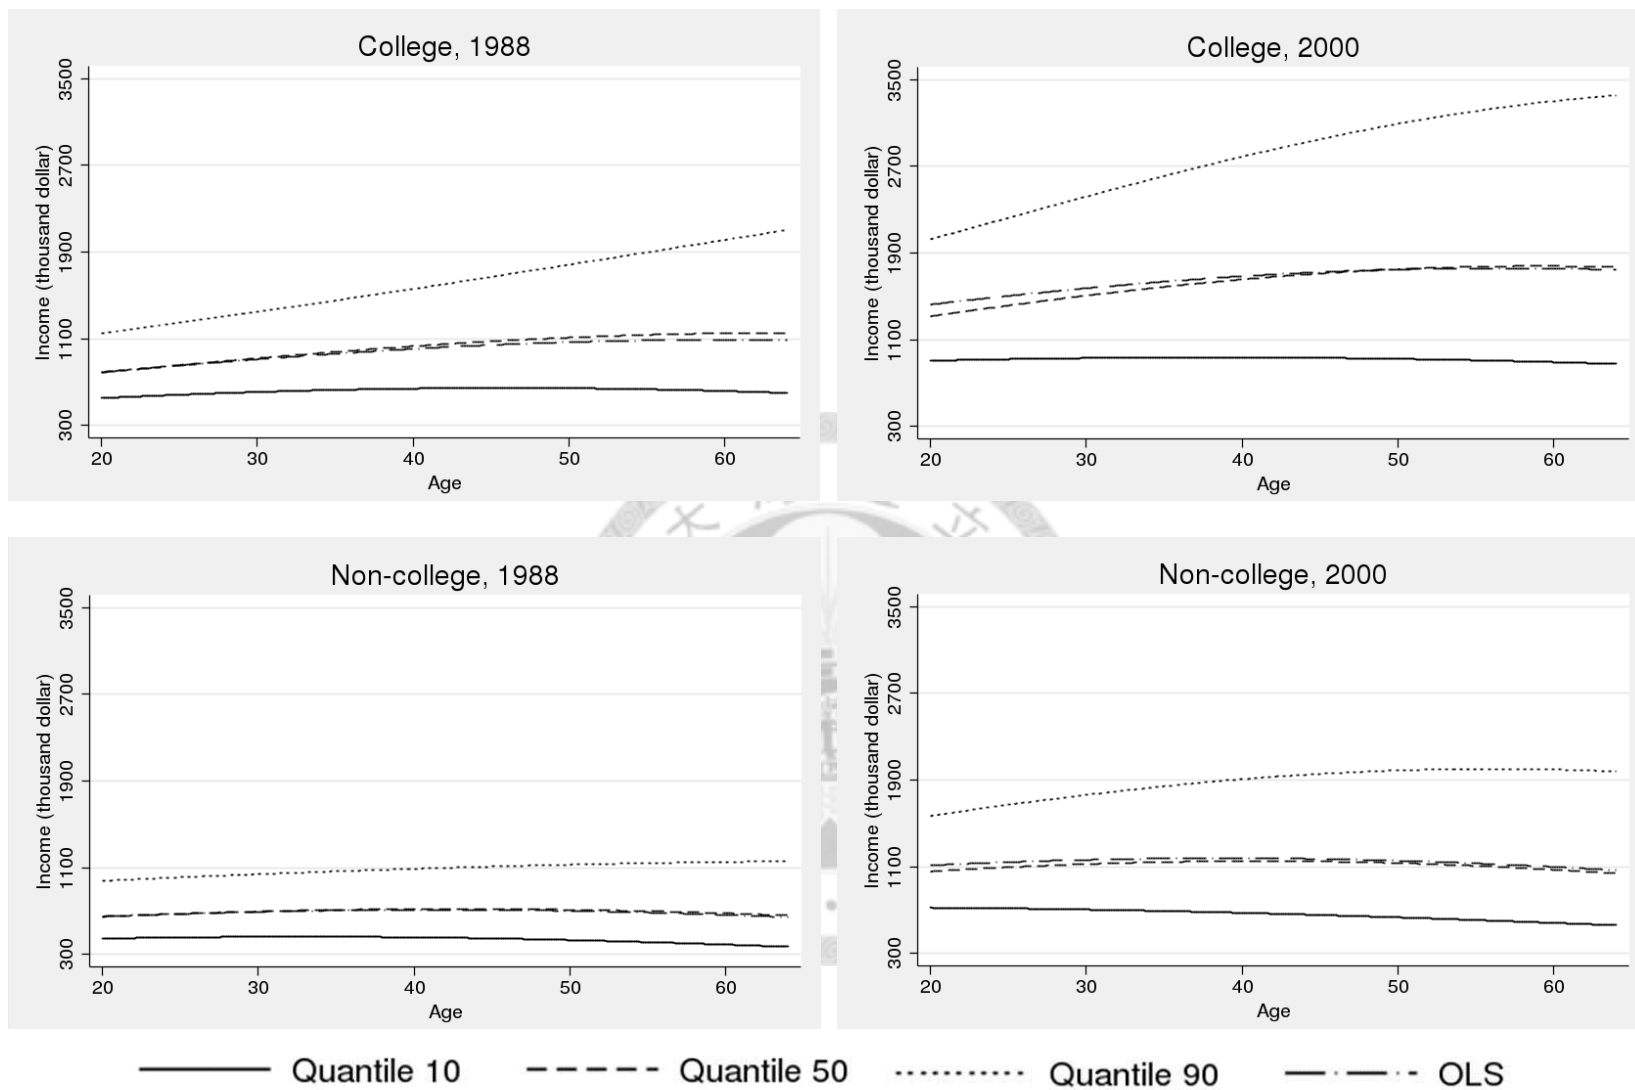 College, 1988
3500
2700
1900
1100
300
Income (thousand dollar)
20 30 40 50 60
Age
College, 2000
3500
2700
1900
1100
300
Income (thousand dollar)
20 30 40 50 60
Age
Non-college, 1988
3500
2700
1900
1100
300
Income (thousand dollar)
20 30 40 50 60
Age
Non-college, 2000
3500
2700
1900
1100
300
Income (thousand dollar)
20 30 40 50 60
Age
Quantile 10 Quantile 50 Quantile 90 OLS